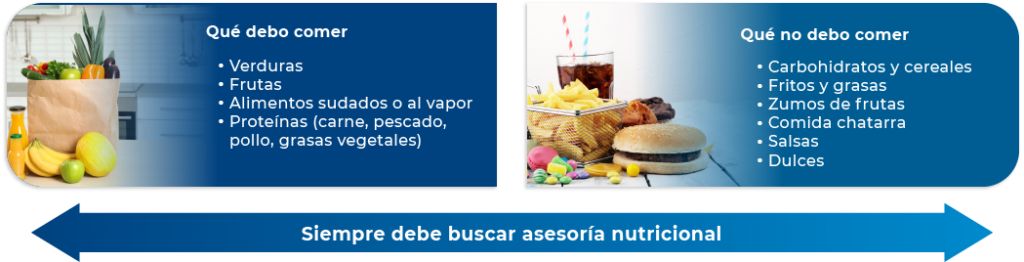 Qué debo comer
• Verduras
• Frutas
• Alimentos sudados o al vapor
• Proteínas (carne, pescado,
pollo, grasas vegetales)
Qué no debo comer
• Carbohidratos y cereales
• Fritos y grasas
• Zumos de frutas
• Comida chatarra
• Salsas
• Dulces
Siempre debe buscar asesoría nutricional